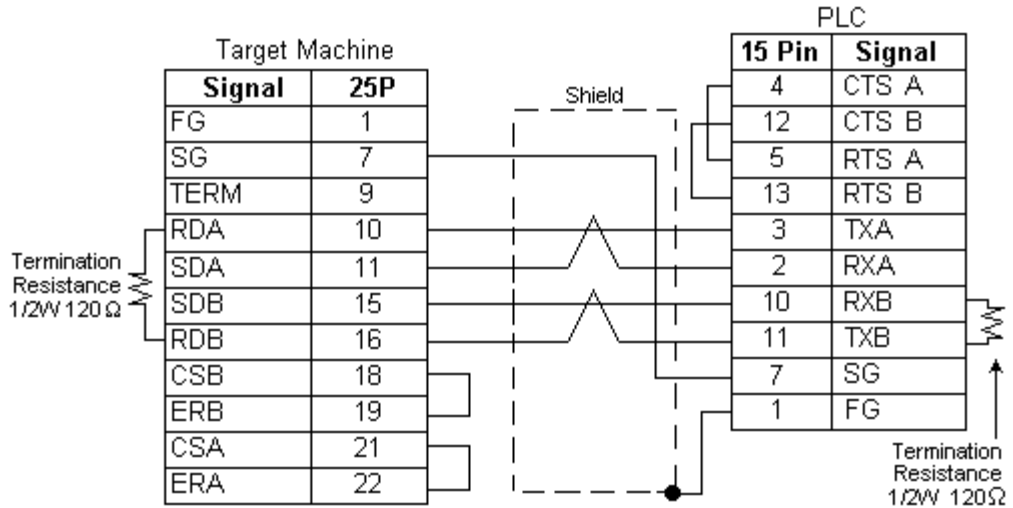 Target Machine
Signal 25P
FG 1
SG 7
TERM 9
RDA 10
SDA 11
SDB 15
RDB 16
CSB 18
ERB 19
CSA 21
ERA 22
Termination
Resistance
1/2W 120Ω
Shield
PLC
15 Pin Signal
4 CTS A
12 CTS B
5 RTS A
13 RTS B
3 TXA
2 RXA
10 RXB
11 TXB
7 SG
1 FG
Termination
Resistance
1/2W 120Ω